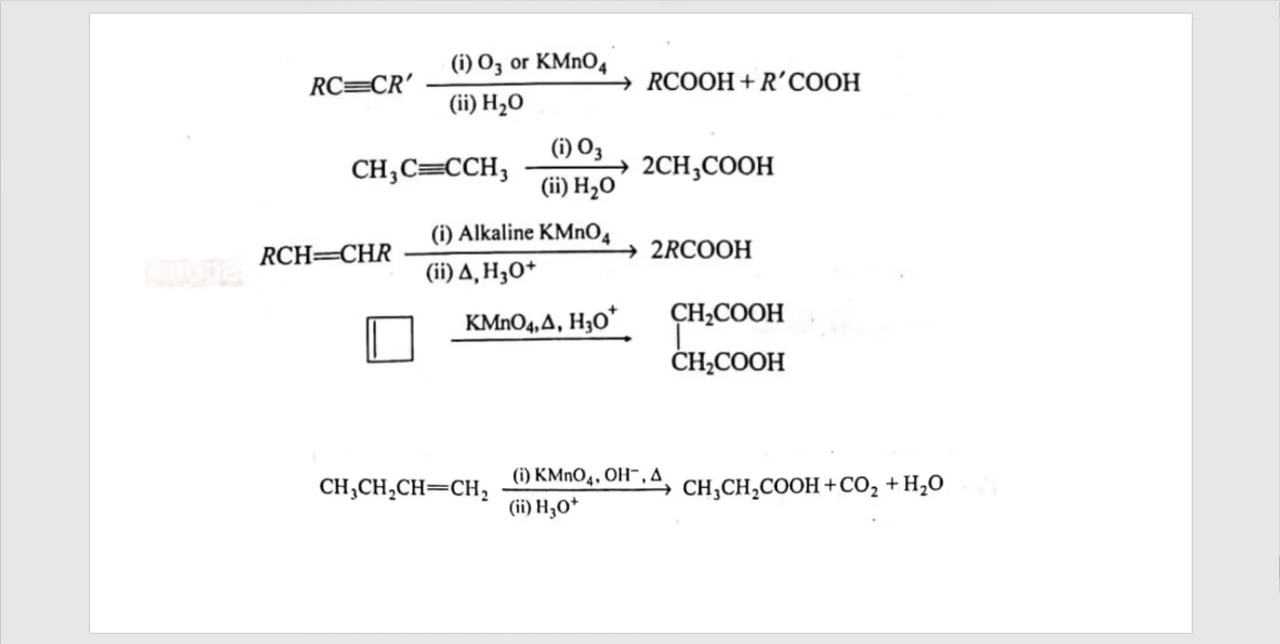 RC≡CR′ (i) O₃ or KMnO₄ (ii) H₂O → RCOOH + R′COOH
CH₃C≡CCH₃ (i) O₃ (ii) H₂O → 2CH₃COOH
RCH=CHR (i) Alkaline KMnO₄ (ii) Δ, H₃O⁺ → 2RCOOH
KMnO₄, Δ, H₃O⁺ → CH₂COOH
CH₂COOH
CH₃CH₂CH=CH₂ (i) KMnO₄, OH⁻, Δ (ii) H₃O⁺ → CH₃CH₂COOH + CO₂ + H₂O